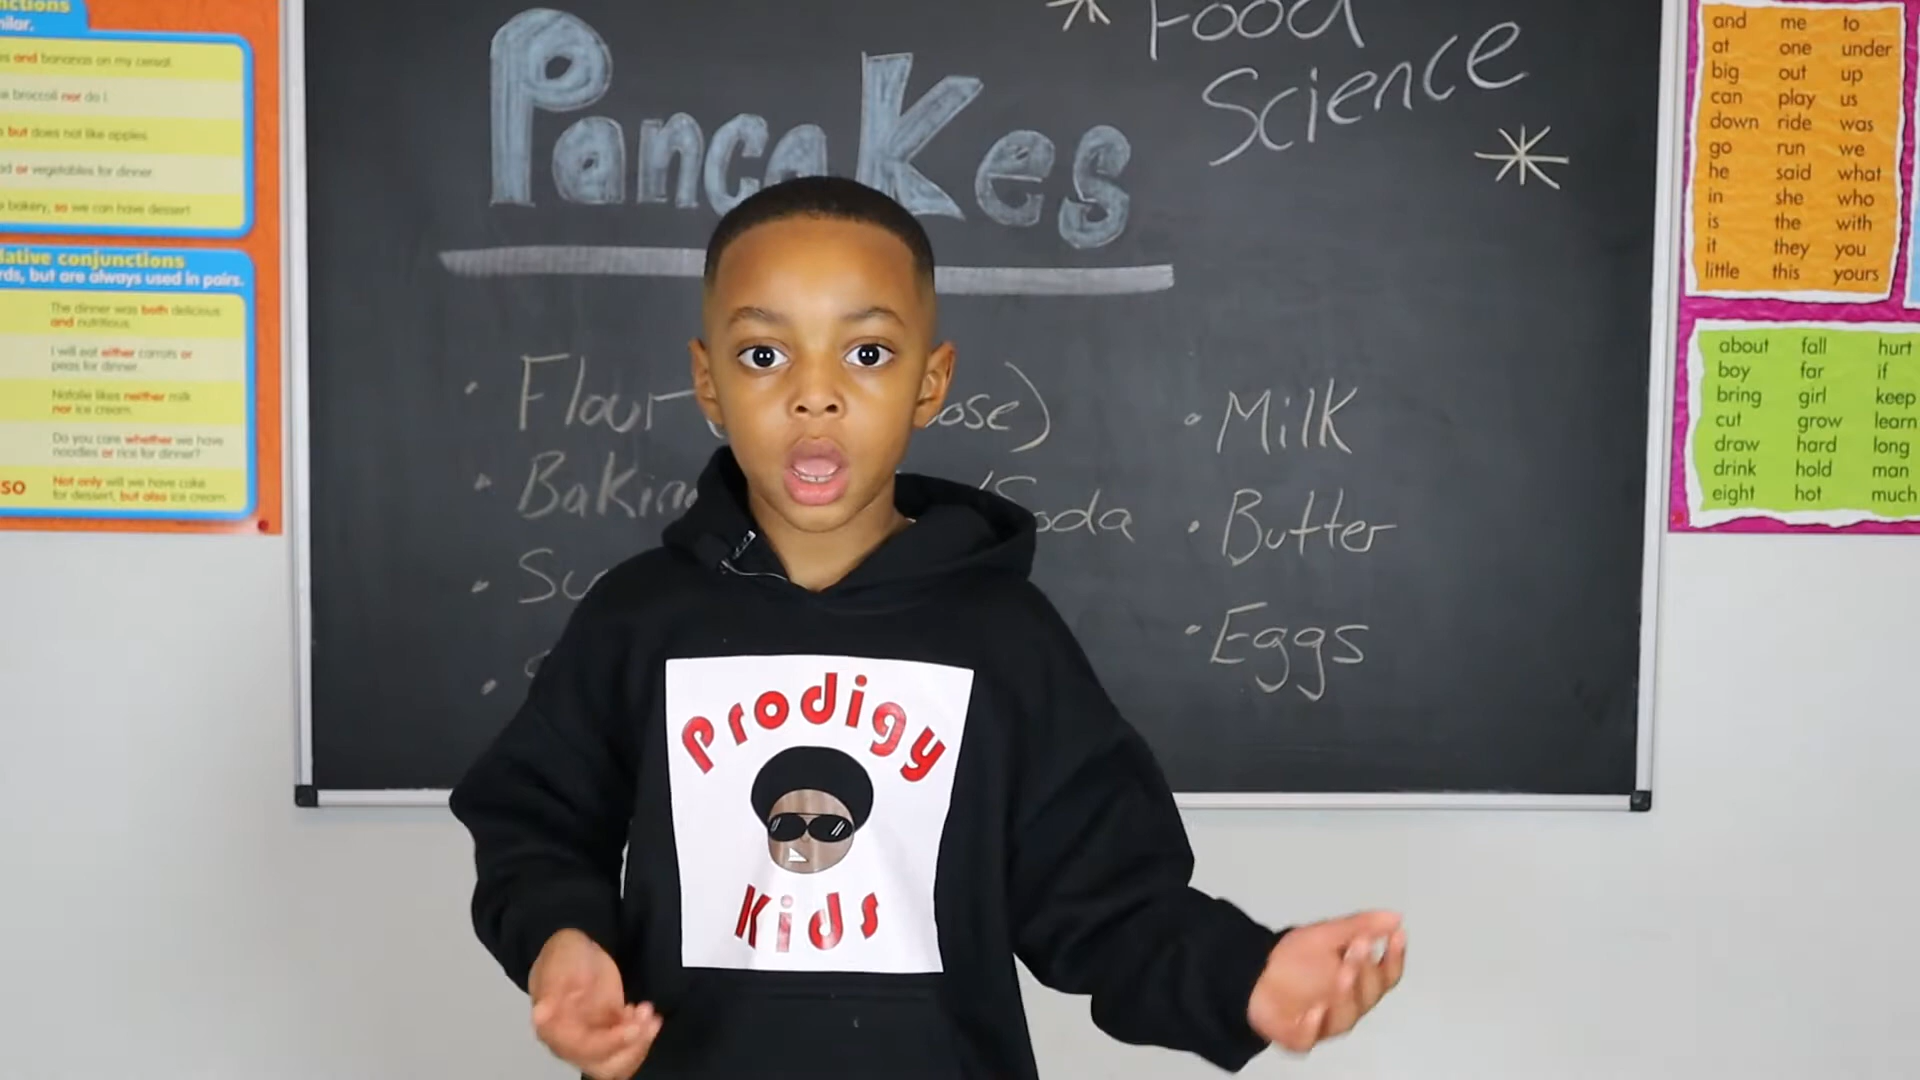 nctions
milar.
es and bananas on my cereal.
ke broccoli nor do I.
but does not like apples.
ad or vegetables for dinner.
bakery, so we can have dessert
lative conjunctions
rds, but are always used in pairs.
The dinner was both delicious
and nutritious.
I will eat either carrots or
peas for dinner.
Natalie likes neither milk
nor ice cream.
Do you care whether we have
noodles or rice for dinner?
so
Not only will we have cake
for dessert, but also ice cream.
Pancakes
* Food
Science *
• Flour ose)
• Baking /Soda
• Su
• Milk
• Butter
• Eggs
Prodigy
Kids
and me to
at one under
big out up
can play us
down ride was
go run we
he said what
in she who
is the with
it they you
little this yours
about fall hurt
boy far if
bring girl keep
cut grow learn
draw hard long
drink hold man
eight hot much